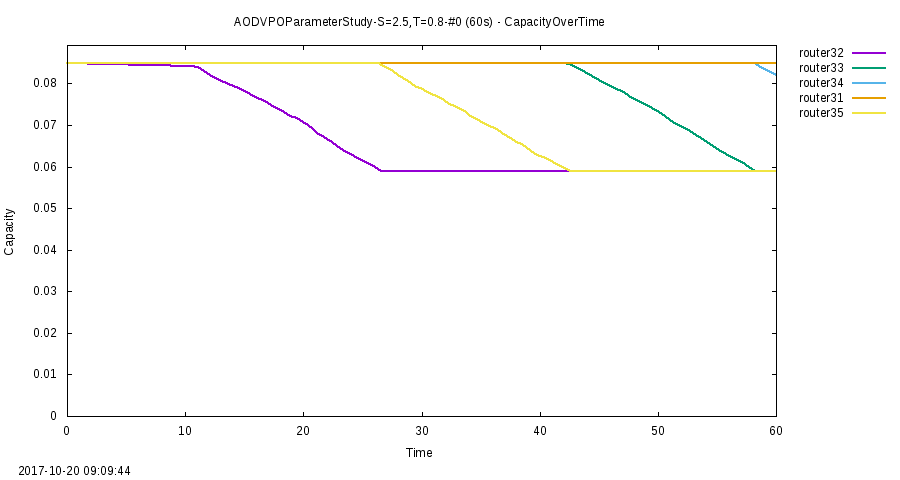 AODVPOParameterStudy-S=2.5,T=0.8-#0 (60s) - CapacityOverTime
router32
router33
router34
router31
router35
0.08
0.07
0.06
0.05
0.04
0.03
0.02
0.01
0
Capacity
0 10 20 30 40 50 60
Time
2017-10-20 09:09:44